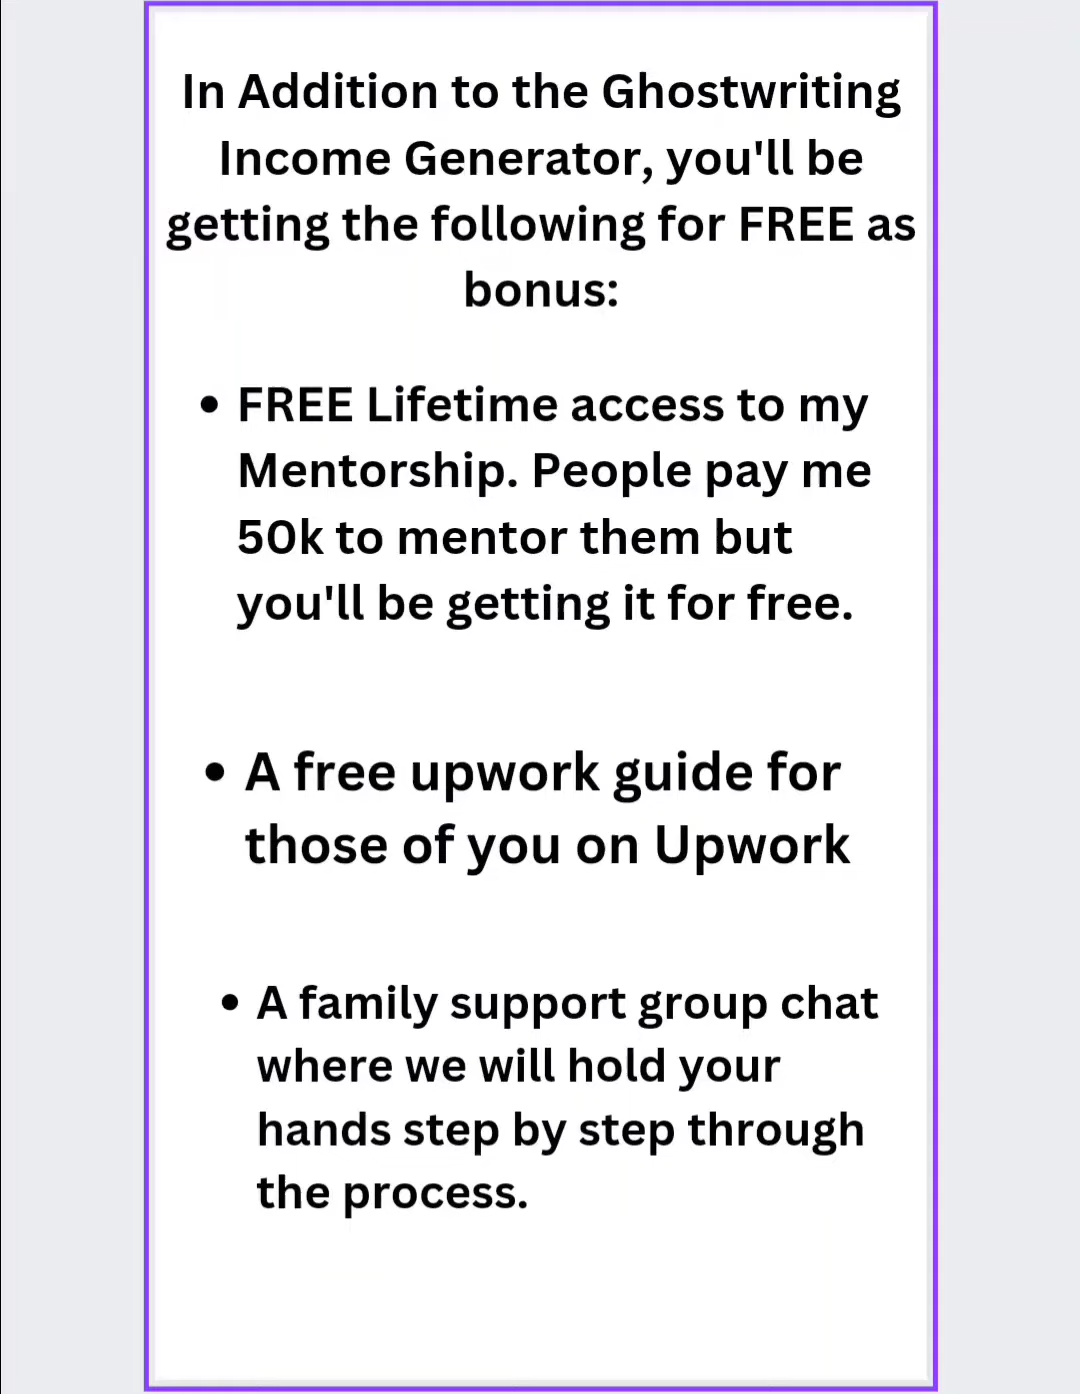 In Addition to the Ghostwriting
Income Generator, you'll be
getting the following for FREE as
bonus:
• FREE Lifetime access to my
Mentorship. People pay me
50k to mentor them but
you'll be getting it for free.
• A free upwork guide for
those of you on Upwork
• A family support group chat
where we will hold your
hands step by step through
the process.